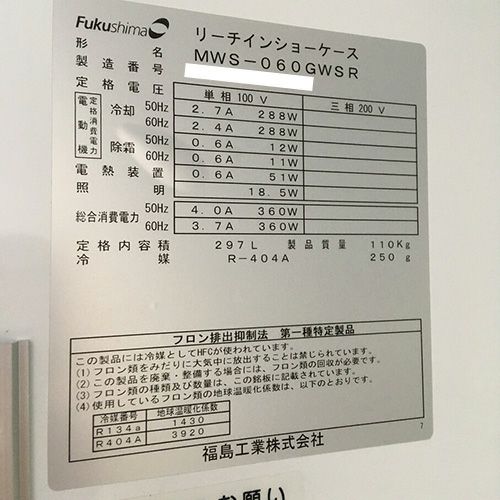 Fukushima
リーチインショーケース
形名 MWS-060GWSR
製造番号
定格電圧 単相100V 三相200V
電動機 定格消費電力 冷却 50Hz 2.7A 288W
60Hz 2.4A 288W
除霜 50Hz 0.6A 12W
60Hz 0.6A 11W
電熱装置 0.6A 51W
照明 18.5W
総合消費電力 50Hz 4.0A 360W
60Hz 3.7A 360W
定格内容積 297L 製品質量 110Kg
冷媒 R-404A 250g
フロン排出抑制法 第一種特定製品
この製品には冷媒としてHFCが使われています。
(1)フロン類をみだりに大気中に放出することは禁じられています。
(2)この製品を廃棄・整備する場合には、フロン類の回収が必要です。
(3)フロン類の種類及び数量は、この銘板に記載されています。
(4)使用しているフロン類の地球温暖化係数は、以下のとおりです。
冷媒番号 地球温暖化係数
R134a 1430
R404A 3920
7
福島工業株式会社
お願い